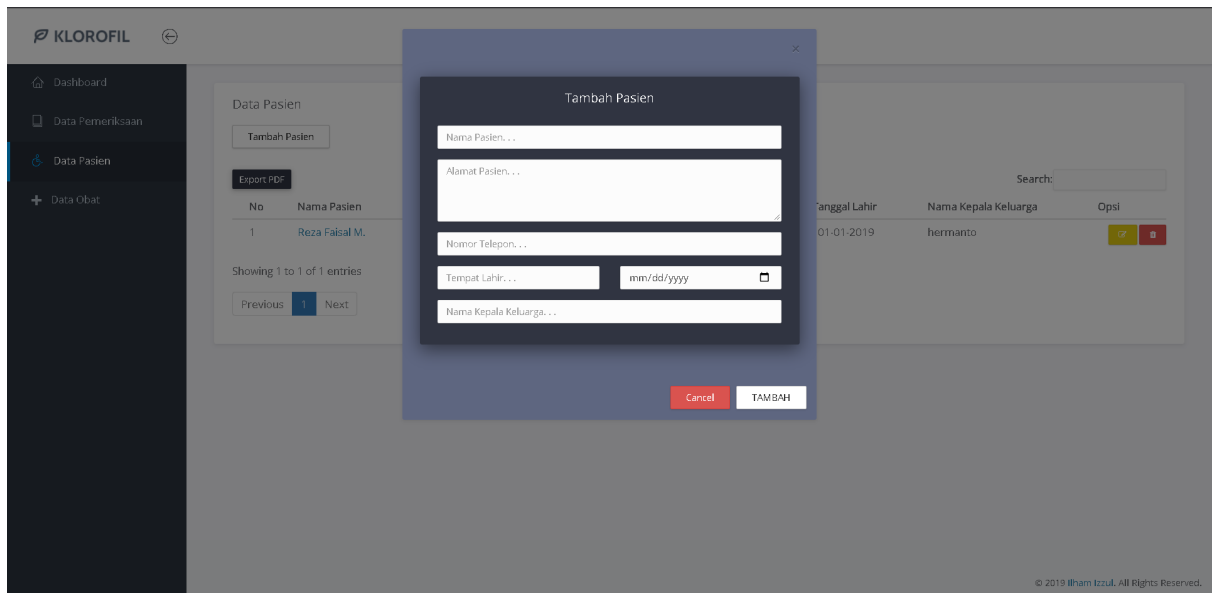 KLOROFIL
×
Dashboard
Data Pemeriksaan
Data Pasien
Data Obat
Data Pasien
Tambah Pasien
Export PDF
Search:
No Nama Pasien Tanggal Lahir Nama Kepala Keluarga Opsi
1 Reza Faisal M. 01-01-2019 hermanto
Showing 1 to 1 of 1 entries
Previous 1 Next
Tambah Pasien
Nama Pasien. . .
Alamat Pasien. . .
Nomor Telepon. . .
Tempat Lahir. . . mm/dd/yyyy
Nama Kepala Keluarga. . .
Cancel TAMBAH
© 2019 Ilham Izzul. All Rights Reserved.